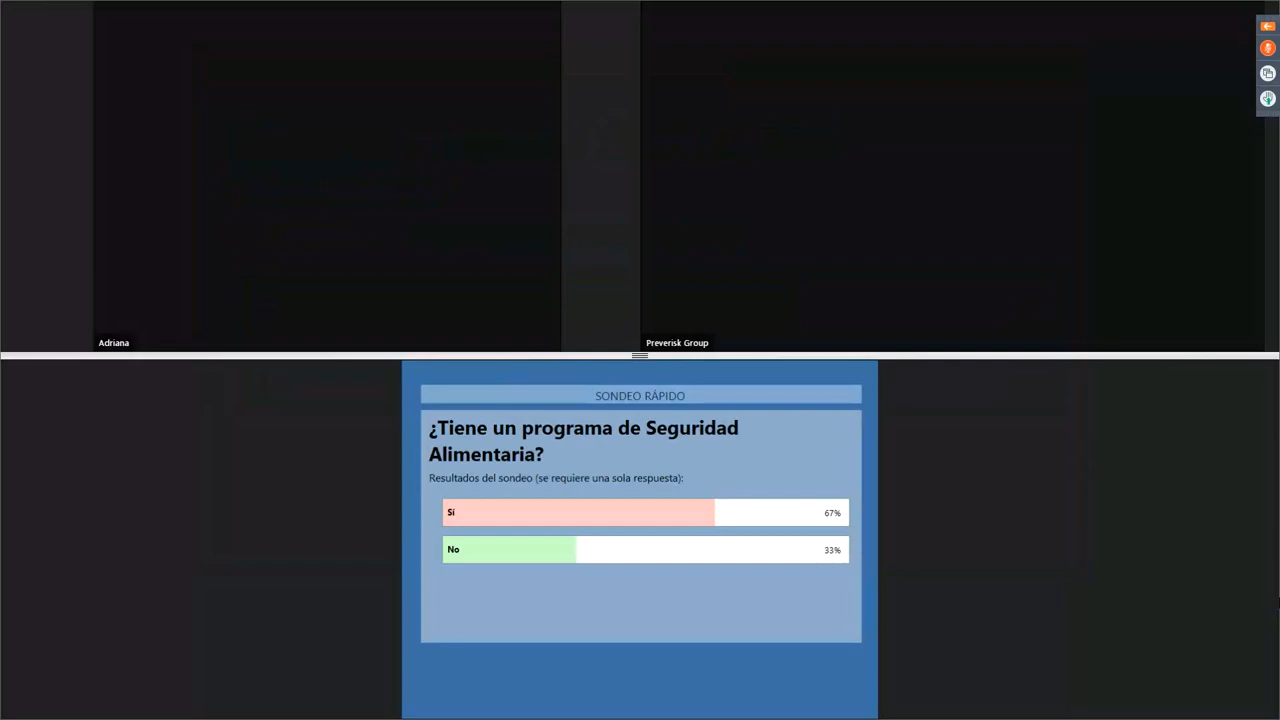 Adriana
Preverisk Group
SONDEO RÁPIDO
¿Tiene un programa de Seguridad
Alimentaria?
Resultados del sondeo (se requiere una sola respuesta):
Sí 67%
No 33%